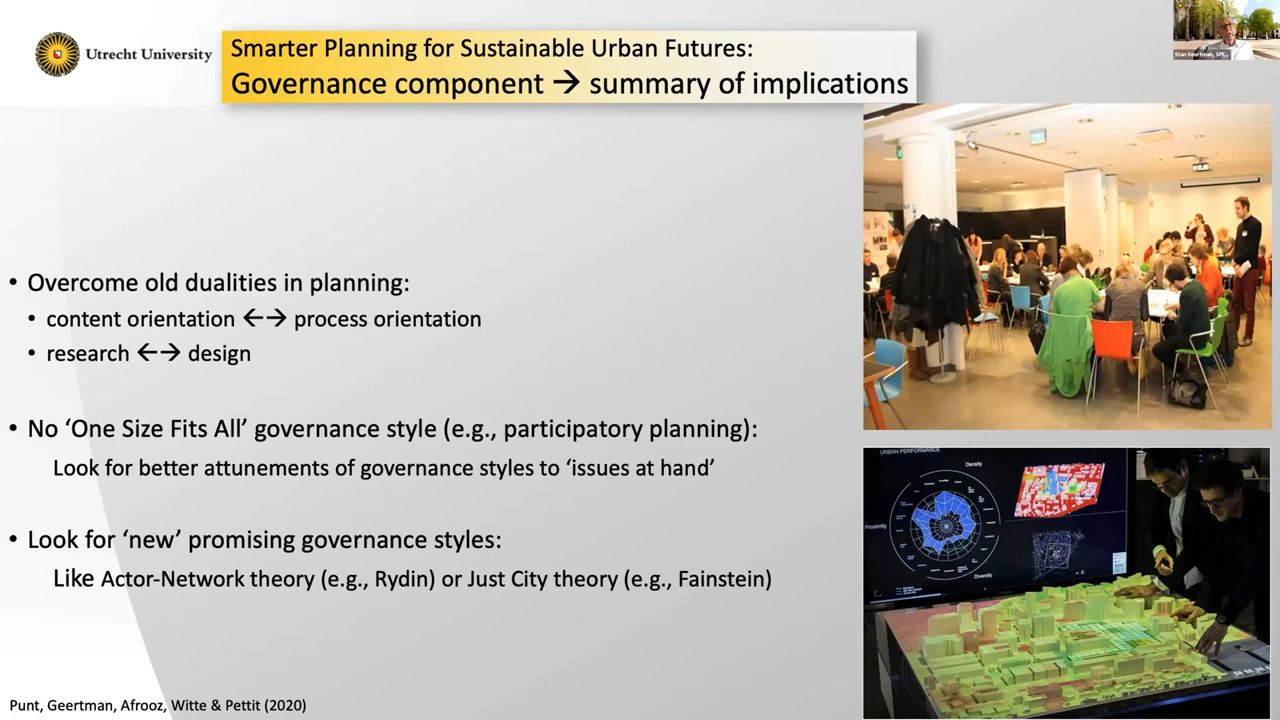 Utrecht University
Smarter Planning for Sustainable Urban Futures:
Governance component → summary of implications
Stan Geertman, SPE...
• Overcome old dualities in planning:
• content orientation ←→ process orientation
• research ←→ design
• No ‘One Size Fits All’ governance style (e.g., participatory planning):
Look for better attunements of governance styles to ‘issues at hand’
• Look for ‘new’ promising governance styles:
Like Actor-Network theory (e.g., Rydin) or Just City theory (e.g., Fainstein)
URBAN PERFORMANCE
Density
Proximity
Diversity
Punt, Geertman, Afrooz, Witte & Pettit (2020)